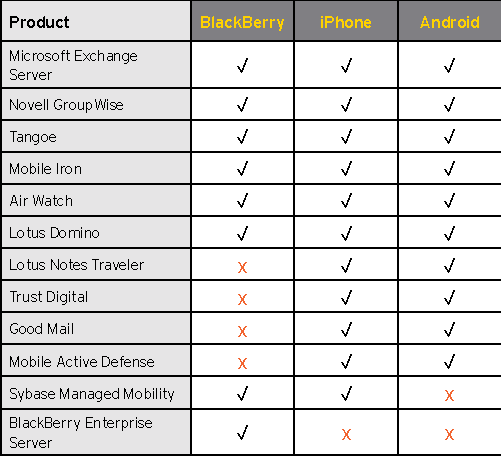 Product BlackBerry iPhone Android
Microsoft Exchange
Server √ √ √
Novell GroupWise √ √ √
Tangoe √ √ √
Mobile Iron √ √ √
Air Watch √ √ √
Lotus Domino √ √ √
Lotus Notes Traveler X √ √
Trust Digital X √ √
Good Mail X √ √
Mobile Active Defense X √ √
Sybase Managed Mobility √ √ X
BlackBerry Enterprise
Server √ X X